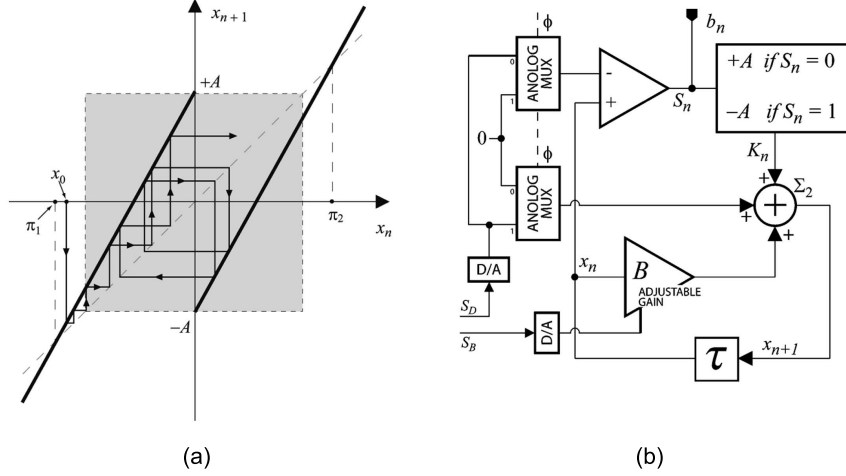 x_{n+1}
+A
x_0
π_1
π_2
x_n
−A
(a)
ϕ
b_n
0
ANOLOG MUX
1
-
+
S_n
+A if S_n = 0
−A if S_n = 1
0
ϕ
K_n
0
ANOLOG MUX
1
+
+
+
Σ_2
+
D/A
x_n
B
ADJUSTABLE
GAIN
S_D
S_B
D/A
τ
x_{n+1}
(b)